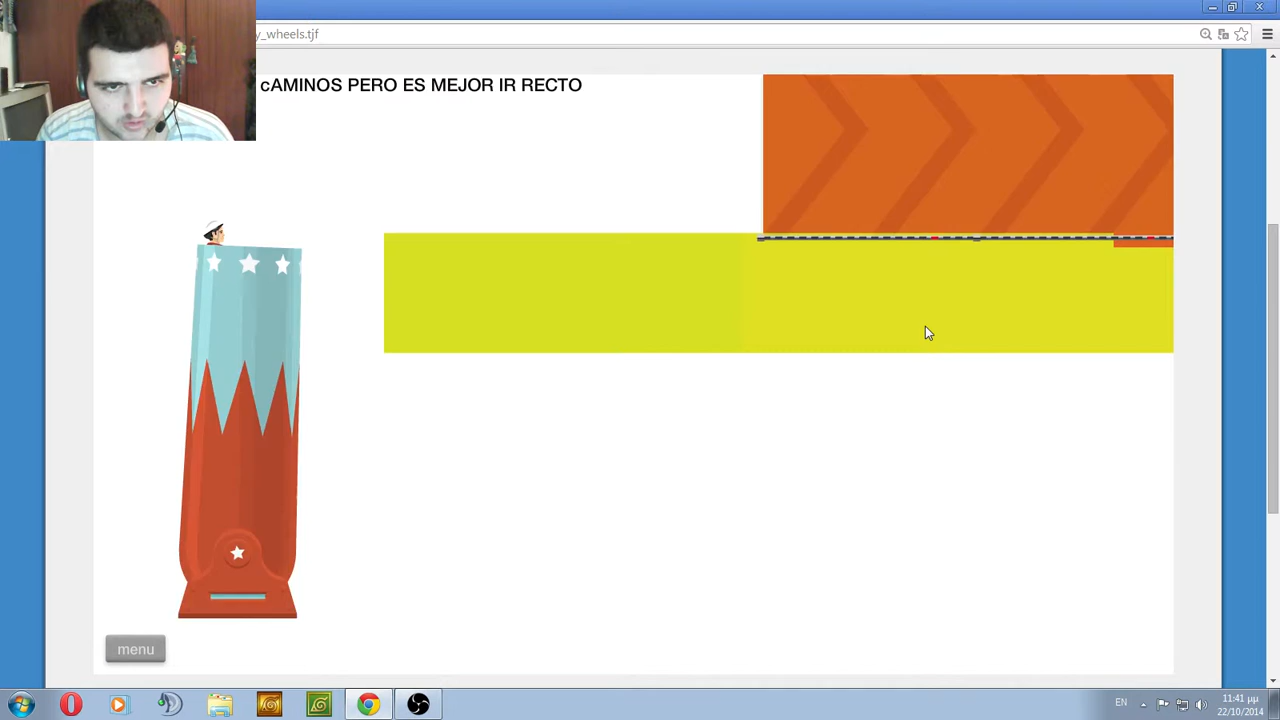 y_wheels.tjf
cAMINOS PERO ES MEJOR IR RECTO
menu
EN
11:41 μμ
22/10/2014